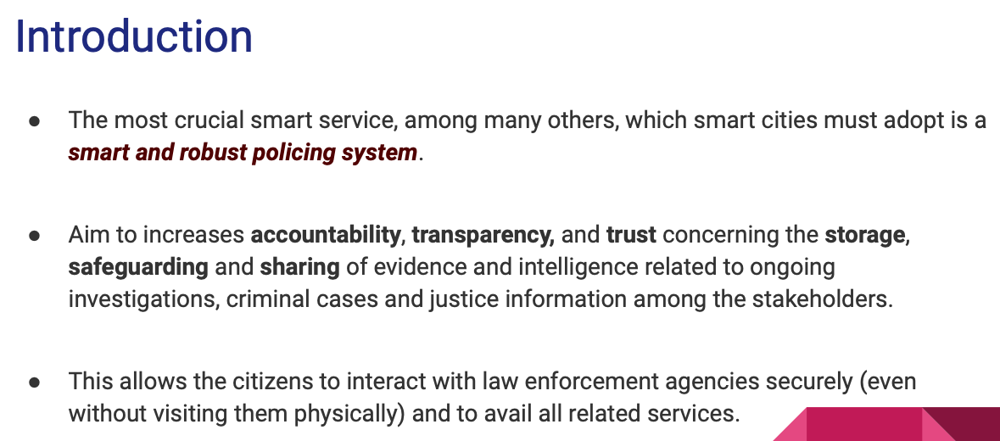 Introduction
● The most crucial smart service, among many others, which smart cities must adopt is a
smart and robust policing system.
● Aim to increases accountability, transparency, and trust concerning the storage,
safeguarding and sharing of evidence and intelligence related to ongoing
investigations, criminal cases and justice information among the stakeholders.
● This allows the citizens to interact with law enforcement agencies securely (even
without visiting them physically) and to avail all related services.